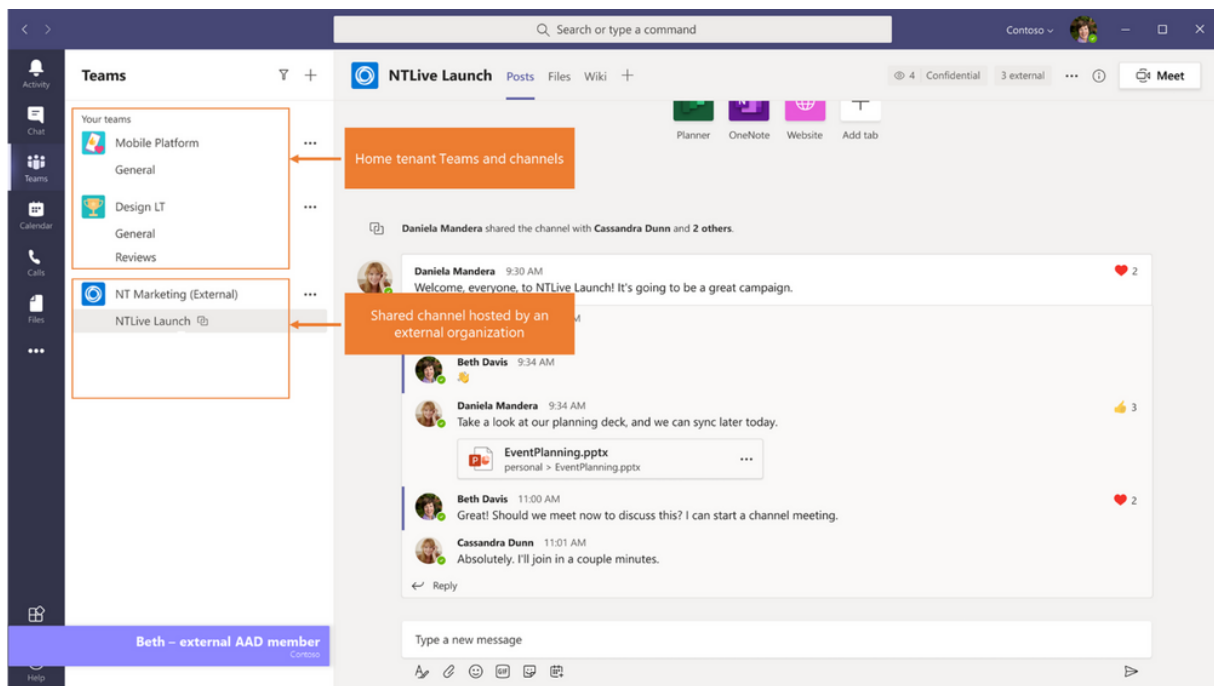 Search or type a command
Contoso
Activity
Chat
Teams
Calendar
Calls
Files
Help
Teams
Your teams
Mobile Platform
General
Design LT
General
Reviews
NT Marketing (External)
NTLive Launch
Home tenant Teams and channels
Shared channel hosted by an
external organization
Beth – external AAD member
Contoso
NTLive Launch Posts Files Wiki
4 Confidential 3 external Meet
Planner OneNote Website Add tab
Daniela Mandera shared the channel with Cassandra Dunn and 2 others.
Daniela Mandera 9:30 AM 2
Welcome, everyone, to NTLive Launch! It's going to be a great campaign.
Beth Davis 9:34 AM
Daniela Mandera 9:34 AM 3
Take a look at our planning deck, and we can sync later today.
EventPlanning.pptx
personal > EventPlanning.pptx
Beth Davis 11:00 AM 2
Great! Should we meet now to discuss this? I can start a channel meeting.
Cassandra Dunn 11:01 AM
Absolutely. I'll join in a couple minutes.
Reply
Type a new message
GIF